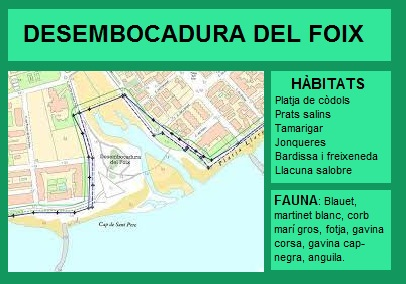 DESEMBOCADURA DEL FOIX
Desembocadura
del Foix
Cap de Sant Pere
HÀBITATS
Platja de còdols
Prats salins
Tamarigar
Jonqueres
Bardissa i freixeneda
Llacuna salobre
FAUNA: Blauet,
martinet blanc, corb
marí gros, fotja, gavina
corsa, gavina cap-
negra, anguila.